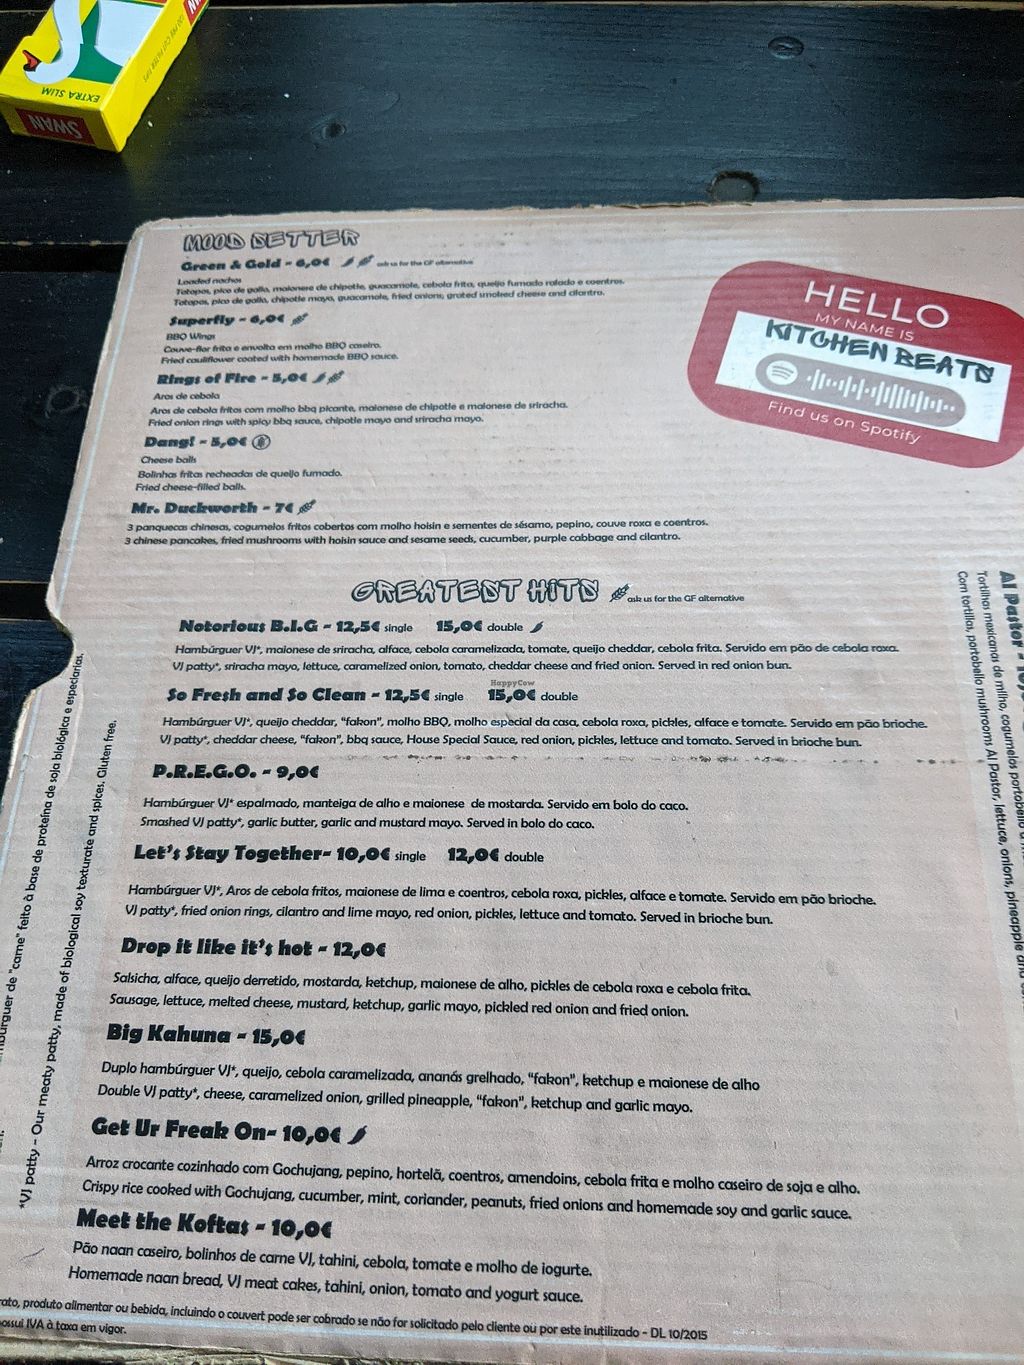 EXTRA SLIM
SWAN
MOOD SETTER
Green & Gold - 6,0€ ask us for the GF alternative
Loaded nachos
Totopos, pico de gallo, maionese de chipotle, guacamole, cebola frita, queijo fumado ralado e coentros.
Totopos, pico de gallo, chipotle mayo, guacamole, fried onions, grated smoked cheese and cilantro.
Superfly - 6,0€
BBQ Wings
Couve-flor frita e envolta em molho BBQ caseiro.
Fried cauliflower coated with homemade BBQ sauce.
Rings of Fire - 5,0€
Aros de cebola
Aros de cebola fritos com molho bbq picante, maionese de chipotle e maionese de sriracha.
Fried onion rings with spicy bbq sauce, chipotle mayo and sriracha mayo.
Dang! - 5,0€
Cheese balls
Bolinhas fritas recheadas de queijo fumado.
Fried cheese-filled balls.
Mr. Duckworth - 7€
3 panquecas chinesas, cogumelos fritos cobertos com molho hoisin e sementes de sésamo, pepino, couve roxa e coentros.
3 chinese pancakes, fried mushrooms with hoisin sauce and sesame seeds, cucumber, purple cabbage and cilantro.
HELLO
MY NAME IS
KITCHEN BEATS
Find us on Spotify
GREATEST HITS ask us for the GF alternative
Notorious B.I.G - 12,5€ single 15,0€ double
Hambúrguer VJ*, maionese de sriracha, alface, cebola caramelizada, tomate, queijo cheddar, cebola frita. Servido em pão de cebola roxa.
VJ patty*, sriracha mayo, lettuce, caramelized onion, tomato, cheddar cheese and fried onion. Served in red onion bun.
HappyCow
So Fresh and So Clean - 12,5€ single 15,0€ double
Hambúrguer VJ*, queijo cheddar, "fakon", molho BBQ, molho especial da casa, cebola roxa, pickles, alface e tomate. Servido em pão brioche.
VJ patty*, cheddar cheese, "fakon", bbq sauce, House Special Sauce, red onion, pickles, lettuce and tomato. Served in brioche bun.
P.R.E.G.O. - 9,0€
Hambúrguer VJ* espalmado, manteiga de alho e maionese de mostarda. Servido em bolo do caco.
Smashed VJ patty*, garlic butter, garlic and mustard mayo. Served in bolo do caco.
Let's Stay Together- 10,0€ single 12,0€ double
Hambúrguer VJ*, Aros de cebola fritos, maionese de lima e coentros, cebola roxa, pickles, alface e tomate. Servido em pão brioche.
VJ patty*, fried onion rings, cilantro and lime mayo, red onion, pickles, lettuce and tomato. Served in brioche bun.
Drop it like it's hot - 12,0€
Salsicha, alface, queijo derretido, mostarda, ketchup, maionese de alho, pickles de cebola roxa e cebola frita.
Sausage, lettuce, melted cheese, mustard, ketchup, garlic mayo, pickled red onion and fried onion.
Big Kahuna - 15,0€
Duplo hambúrguer VJ*, queijo, cebola caramelizada, ananás grelhado, "fakon", ketchup e maionese de alho
Double VJ patty*, cheese, caramelized onion, grilled pineapple, "fakon", ketchup and garlic mayo.
Get Ur Freak On- 10,0€
Arroz crocante cozinhado com Gochujang, pepino, hortelã, coentros, amendoins, cebola frita e molho caseiro de soja e alho.
Crispy rice cooked with Gochujang, cucumber, mint, coriander, peanuts, fried onions and homemade soy and garlic sauce.
Meet the Koftas - 10,0€
Pão naan caseiro, bolinhos de carne VJ, tahini, cebola, tomate e molho de iogurte.
Homemade naan bread, VJ meat cakes, tahini, onion, tomato and yogurt sauce.
produto alimentar ou bebida, incluindo o couvert pode ser cobrado se não for solicitado pelo cliente ou por este inutilizado - DL 10/2015
IVA à taxa em vigor.
de "carne" feito à base de proteína de soja biológica e especiarias.
*VJ patty - Our meaty patty, made of biological soy texturate and spices. Gluten free.
Al Pastor -
Tortilhas mexicanas de milho, cogumelos portobello
Corn tortillas, portobello mushrooms Al Pastor, lettuce, onions, pineapple and